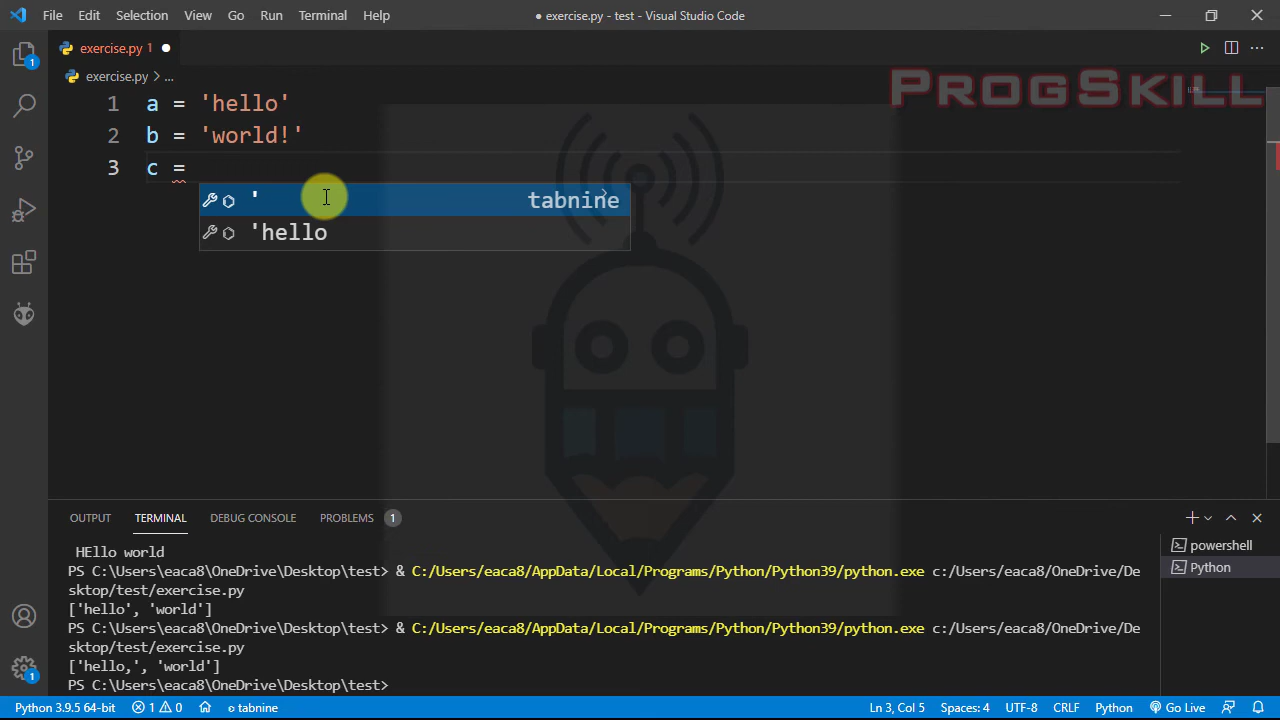 File Edit Selection View Go Run Terminal Help ● exercise.py - test - Visual Studio Code
1 exercise.py 1 ●
exercise.py > ...
PROGSKILL
1 a = 'hello'
2 b = 'world!'
3 c =
' tabnine
'hello
OUTPUT TERMINAL DEBUG CONSOLE PROBLEMS 1
HEllo world
PS C:\Users\eaca8\OneDrive\Desktop\test> & C:/Users/eaca8/AppData/Local/Programs/Python/Python39/python.exe c:/Users/eaca8/OneDrive/De
sktop/test/exercise.py
['hello', 'world']
PS C:\Users\eaca8\OneDrive\Desktop\test> & C:/Users/eaca8/AppData/Local/Programs/Python/Python39/python.exe c:/Users/eaca8/OneDrive/De
sktop/test/exercise.py
['hello,', 'world']
PS C:\Users\eaca8\OneDrive\Desktop\test>
powershell
Python
1
Python 3.9.5 64-bit 1 0 tabnine Ln 3, Col 5 Spaces: 4 UTF-8 CRLF Python Go Live